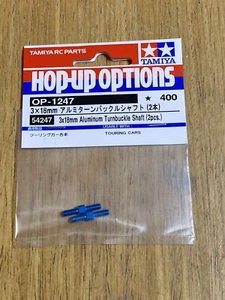 TAMIYA RC PARTS
TAMIYA
HOP-UP OPTIONS
OP-1247
★ 400
3×18mm アルミターンバックルシャフト (2本)
54247 3x18mm Aluminum Turnbuckle Shaft (2pcs.)
ツーリングカー各車
TOURING CARS